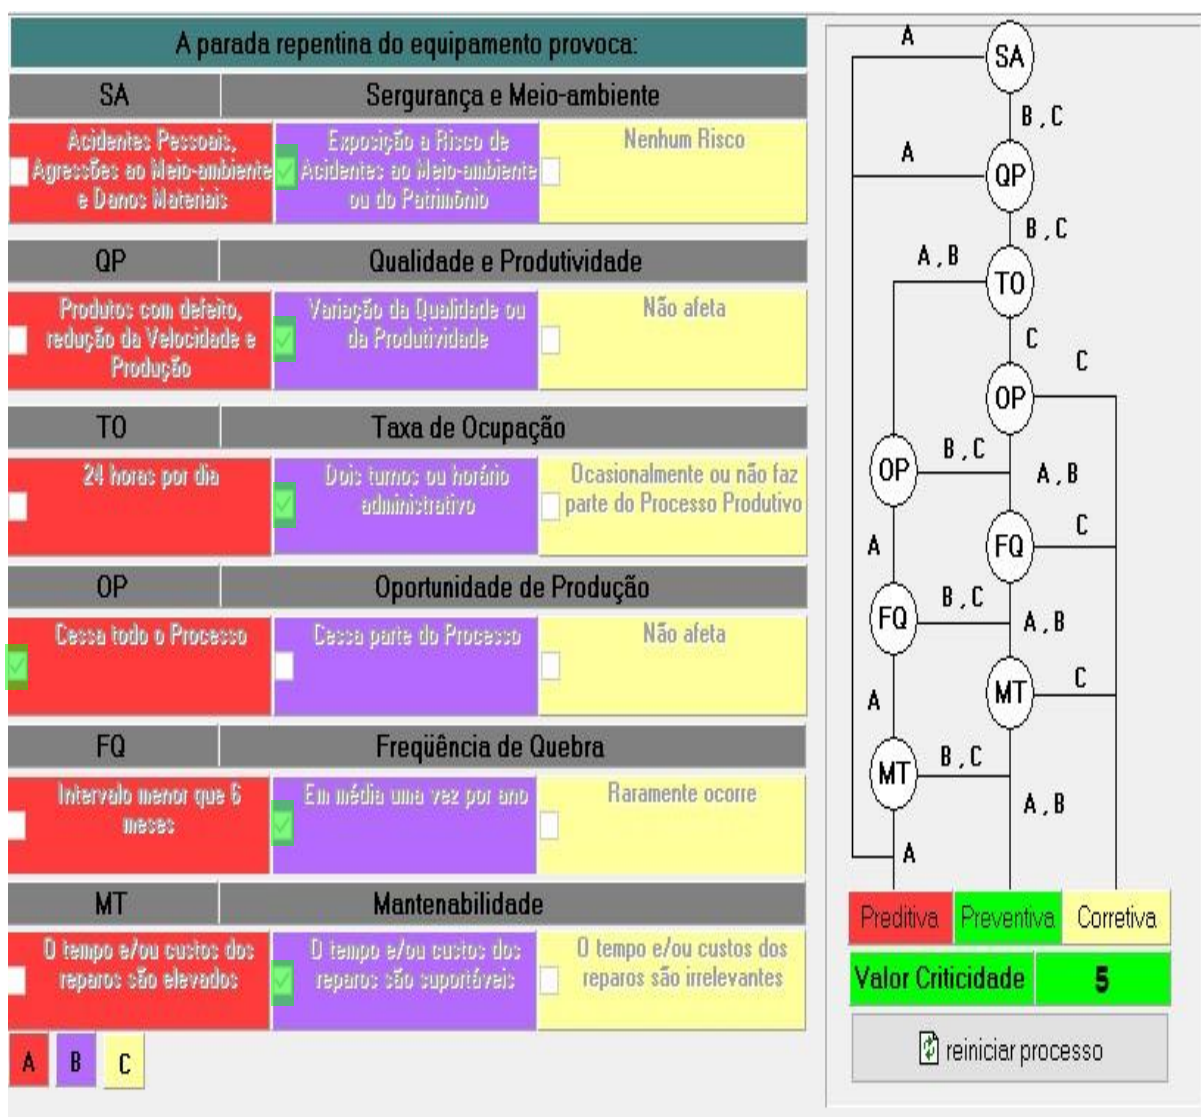 A parada repentina do equipamento provoca:
SA
Sergurança e Meio-ambiente
Acidentes Pessoais,
Agressões ao Meio-ambiente
e Danos Materiais
Exposição a Risco de
Acidentes ao Meio-ambiente
ou do Patrimônio
Nenhum Risco
QP
Qualidade e Produtividade
Produtos com defeito,
redução da Velocidade e
Produção
Variação da Qualidade ou
da Produtividade
Não afeta
TO
Taxa de Ocupação
24 horas por dia
Dois turnos ou horário
administrativo
Ocasionalmente ou não faz
parte do Processo Produtivo
OP
Oportunidade de Produção
Cessa todo o Processo
Cessa parte do Processo
Não afeta
FQ
Freqüência de Quebra
Intervalo menor que 6
meses
Em média uma vez por ano
Raramente ocorre
MT
Mantenabilidade
O tempo e/ou custos dos
reparos são elevados
O tempo e/ou custos dos
reparos são suportáveis
O tempo e/ou custos dos
reparos são irrelevantes
A
B
C
A
SA
B , C
A
QP
B , C
A , B
TO
C
C
OP
OP
B , C
A , B
C
A
FQ
B , C
FQ
A , B
C
A
MT
MT
B , C
A , B
A
Preditiva
Preventiva
Corretiva
Valor Criticidade
5
reiniciar processo